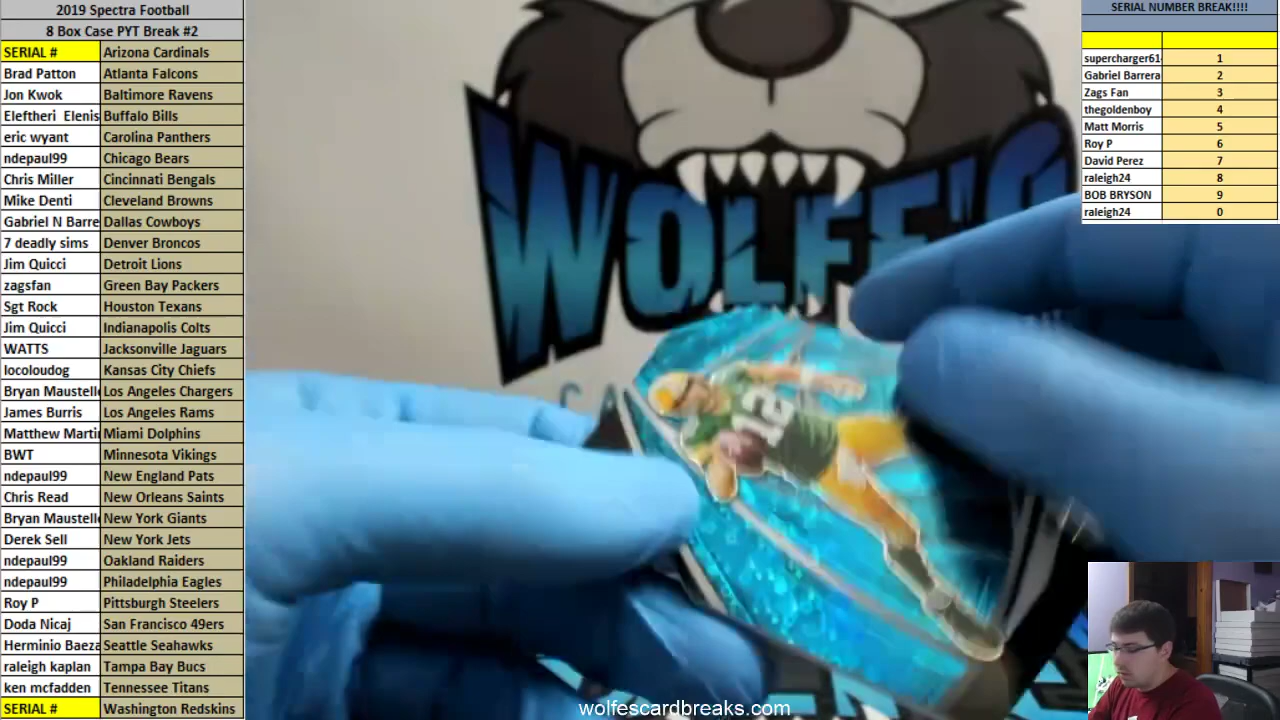 2019 Spectra Football
8 Box Case PYT Break #2
SERIAL # Arizona Cardinals
Brad Patton Atlanta Falcons
Jon Kwok Baltimore Ravens
Eleftheri Elenis Buffalo Bills
eric wyant Carolina Panthers
ndepaul99 Chicago Bears
Chris Miller Cincinnati Bengals
Mike Denti Cleveland Browns
Gabriel N Barre Dallas Cowboys
7 deadly sims Denver Broncos
Jim Quicci Detroit Lions
zagsfan Green Bay Packers
Sgt Rock Houston Texans
Jim Quicci Indianapolis Colts
WATTS Jacksonville Jaguars
locoloudog Kansas City Chiefs
Bryan Maustelle Los Angeles Chargers
James Burris Los Angeles Rams
Matthew Martin Miami Dolphins
BWT Minnesota Vikings
ndepaul99 New England Pats
Chris Read New Orleans Saints
Bryan Maustelle New York Giants
Derek Sell New York Jets
ndepaul99 Oakland Raiders
ndepaul99 Philadelphia Eagles
Roy P Pittsburgh Steelers
Doda Nicaj San Francisco 49ers
Herminio Baeza Seattle Seahawks
raleigh kaplan Tampa Bay Bucs
ken mcfadden Tennessee Titans
SERIAL # Washington Redskins
WOLFE'S
12
wolfescardbreaks.com
SERIAL NUMBER BREAK!!!!
supercharger61 1
Gabriel Barrera 2
Zags Fan 3
thegoldenboy 4
Matt Morris 5
Roy P 6
David Perez 7
raleigh24 8
BOB BRYSON 9
raleigh24 0